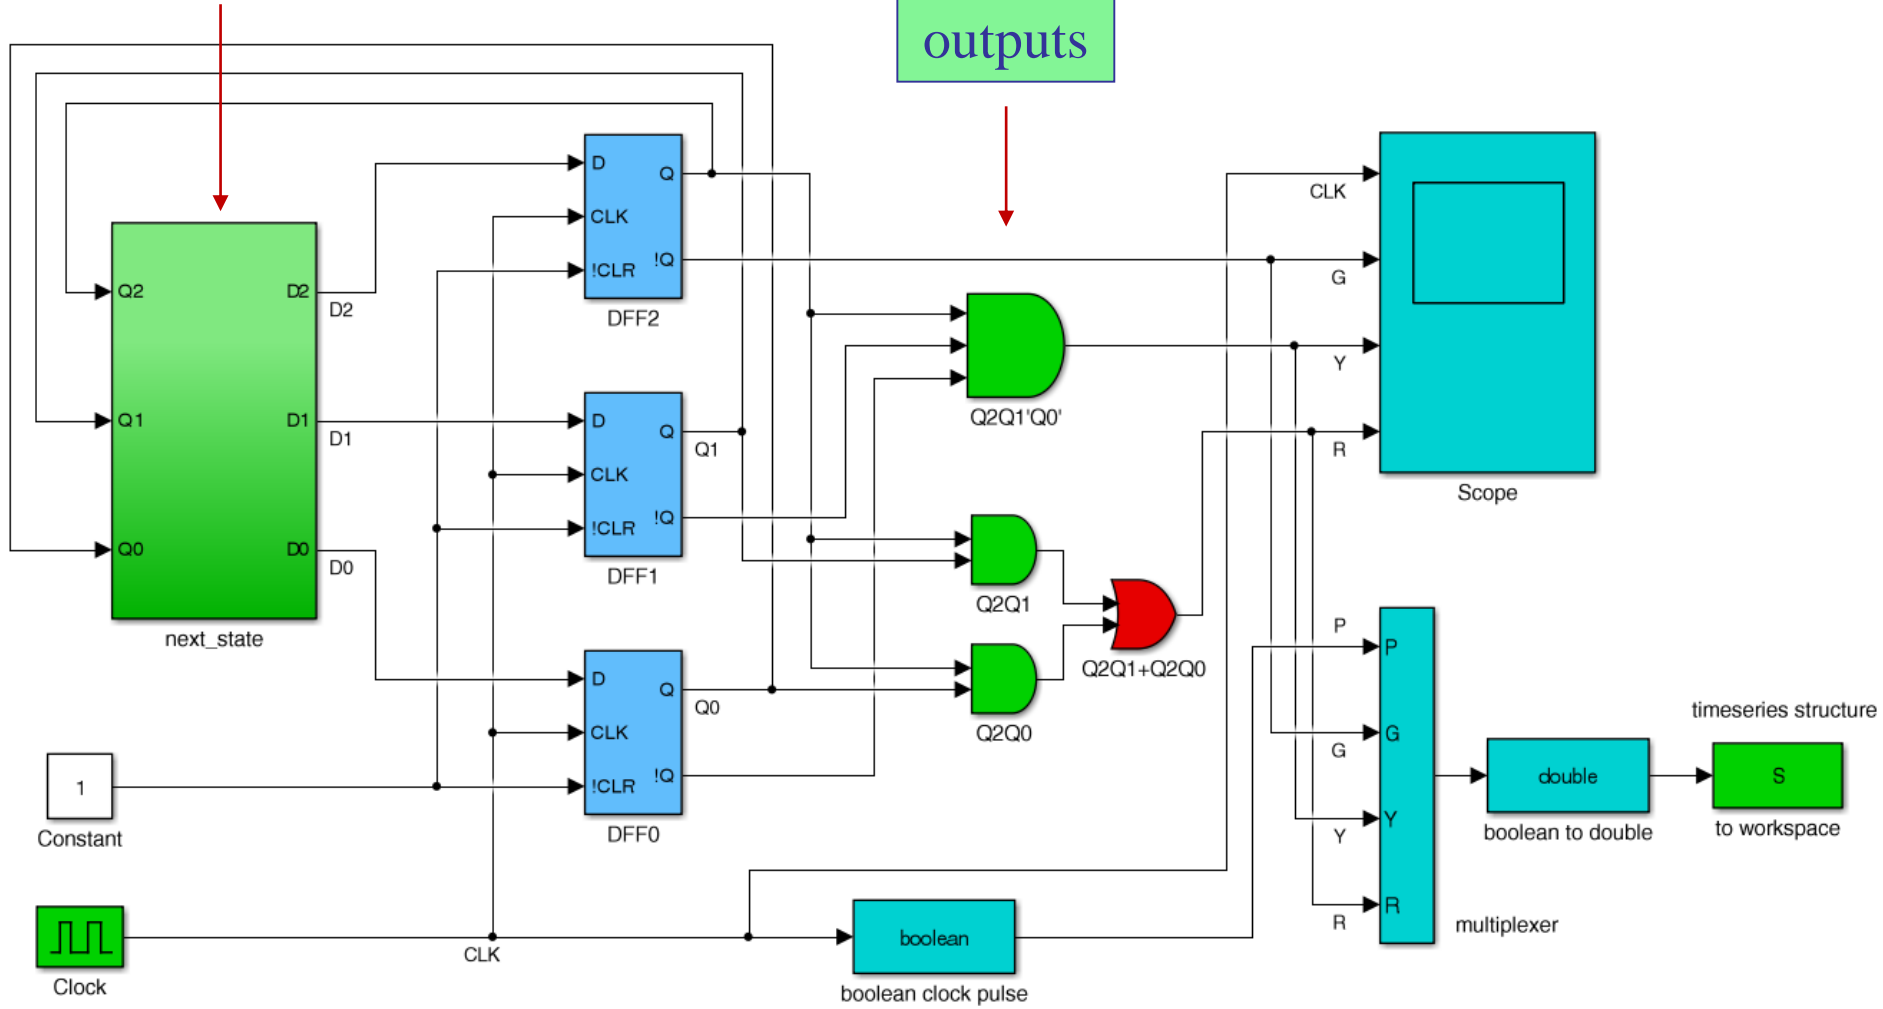 outputs
Q2
Q1
Q0
D2
D1
D0
D2
D1
D0
next_state
D
CLK
!CLR
Q
!Q
DFF2
D
CLK
!CLR
Q
!Q
Q1
DFF1
D
CLK
!CLR
Q
!Q
Q0
DFF0
1
Constant
Clock
CLK
Q2Q1'Q0'
Q2Q1
Q2Q0
Q2Q1+Q2Q0
boolean
boolean clock pulse
CLK
G
Y
R
Scope
P
G
Y
R
P
G
Y
R
multiplexer
double
boolean to double
timeseries structure
S
to workspace